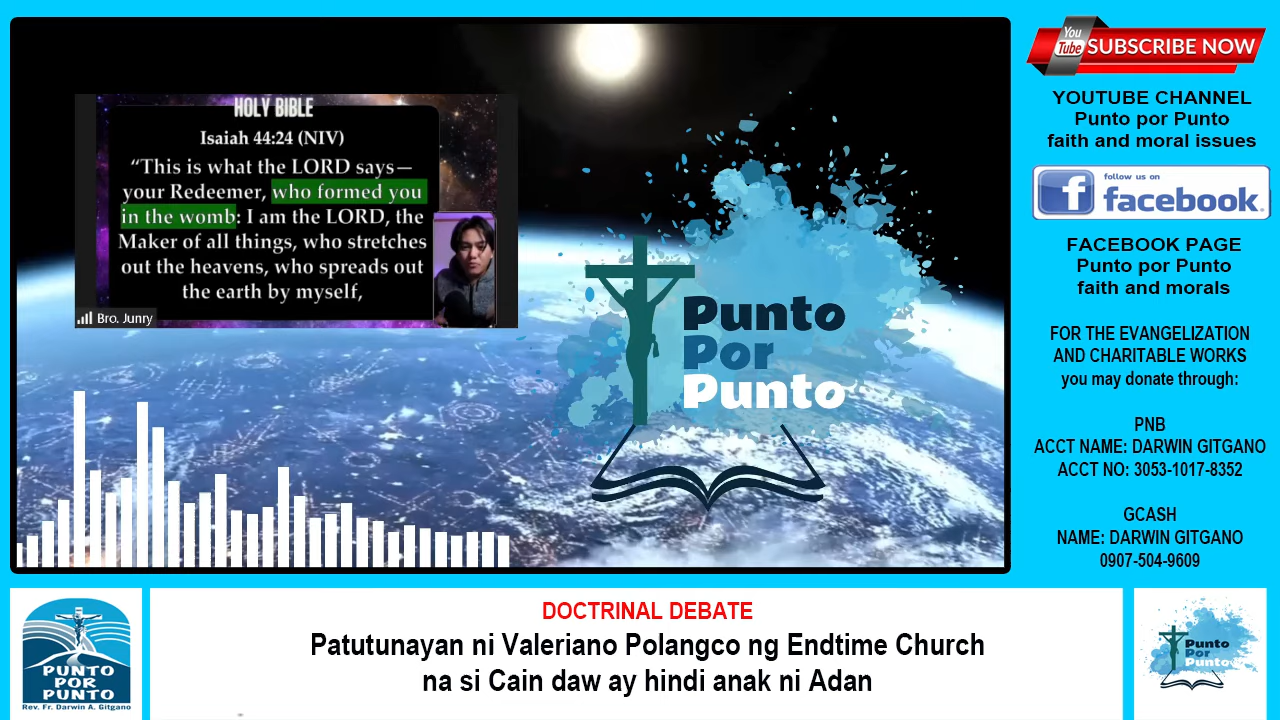 HOLY BIBLE
Isaiah 44:24 (NIV)
“This is what the LORD says—
your Redeemer, who formed you
in the womb: I am the LORD, the
Maker of all things, who stretches
out the heavens, who spreads out
the earth by myself,
Bro. Junry
Punto
Por
Punto
You
Tube SUBSCRIBE NOW
YOUTUBE CHANNEL
Punto por Punto
faith and moral issues
follow us on
facebook.
FACEBOOK PAGE
Punto por Punto
faith and morals
FOR THE EVANGELIZATION
AND CHARITABLE WORKS
you may donate through:
PNB
ACCT NAME: DARWIN GITGANO
ACCT NO: 3053-1017-8352
GCASH
NAME: DARWIN GITGANO
0907-504-9609
PUNTO
POR
PUNTO
Rev. Fr. Darwin A. Gitgano
DOCTRINAL DEBATE
Patutunayan ni Valeriano Polangco ng Endtime Church
na si Cain daw ay hindi anak ni Adan
Punto
Por
Punto